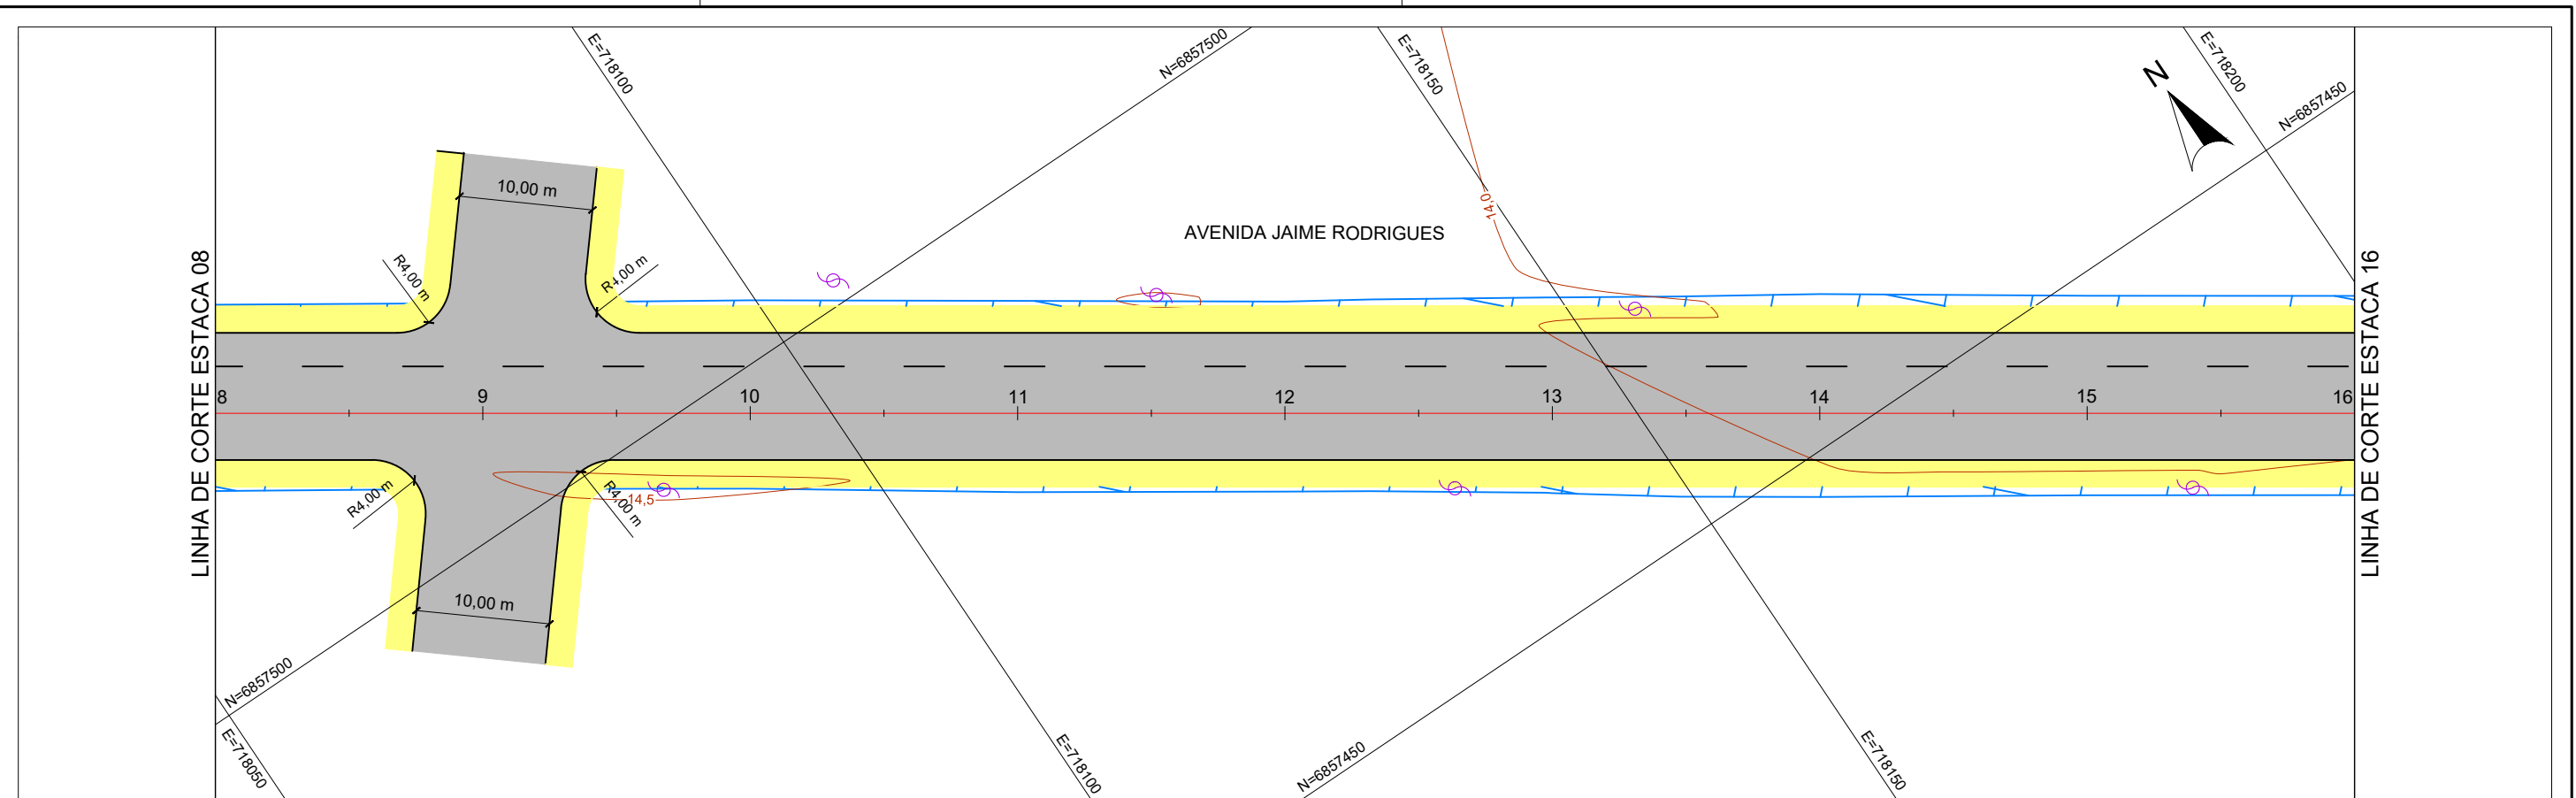 E=718100
N=6857500
E=718150
E=718200
N=6857450
N
10,00 m
14,0
AVENIDA JAIME RODRIGUES
R4,00 m
R4,00 m
LINHA DE CORTE ESTACA 08
LINHA DE CORTE ESTACA 16
8
9
10
11
12
13
14
15
16
R4,00 m
14,5
R4,00 m
10,00 m
N=6857500
E=718050
E=718100
N=6857450
E=718150